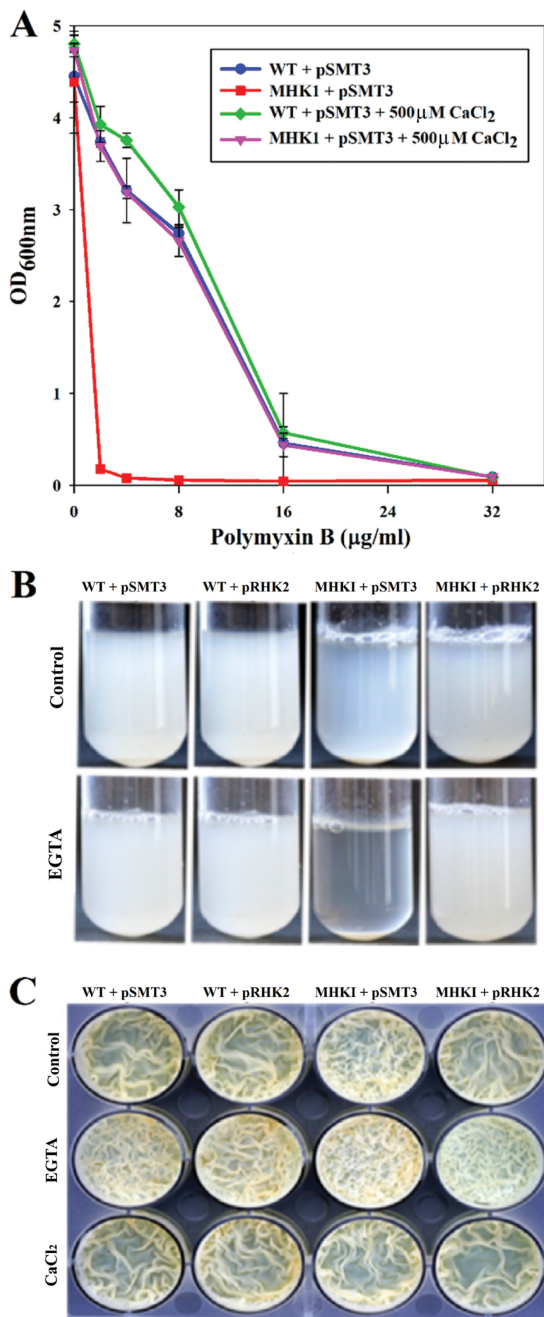 A
WT + pSMT3
MHK1 + pSMT3
WT + pSMT3 + 500μM CaCl₂
MHK1 + pSMT3 + 500μM CaCl₂
OD600nm
5
4
3
2
1
0
0 8 16 24 32
Polymyxin B (μg/ml)
B
WT + pSMT3 WT + pRHK2 MHKI + pSMT3 MHKI + pRHK2
Control
EGTA
C
WT + pSMT3 WT + pRHK2 MHKI + pSMT3 MHKI + pRHK2
Control
EGTA
CaCl₂